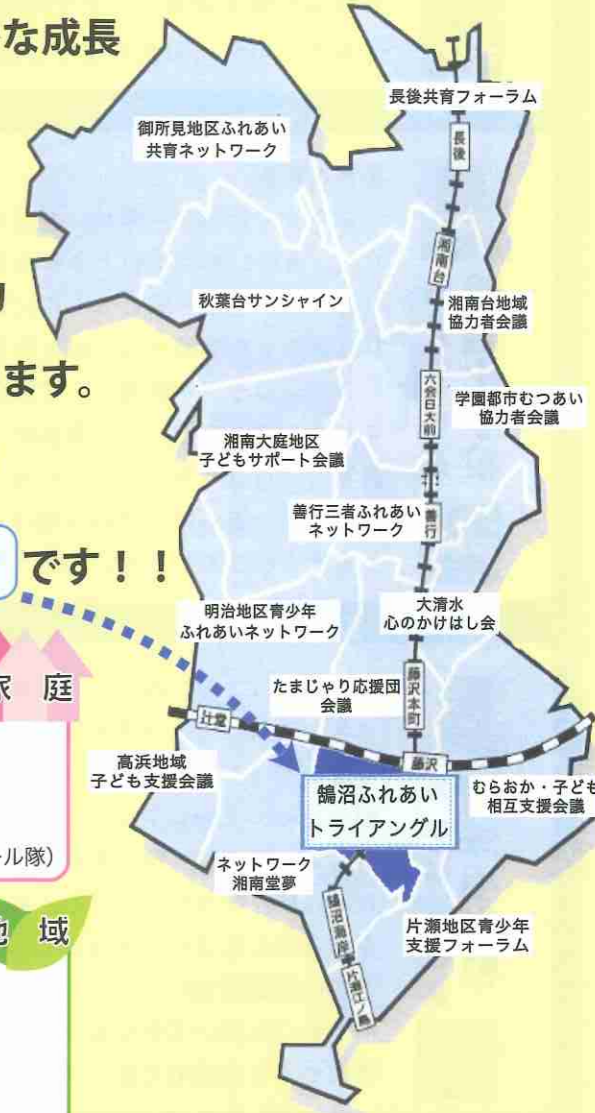 な成長
ます。
です！！
家 庭
ール隊)
地 域
長後共育フォーラム
御所見地区ふれあい
共育ネットワーク
長後
湘南台
秋葉台サンシャイン
湘南台地域
協力者会議
六会日大前
学園都市むつあい
協力者会議
湘南大庭地区
子どもサポート会議
善行三者ふれあい
ネットワーク
善行
明治地区青少年
ふれあいネットワーク
大清水
心のかけはし会
たまじゃり応援団
会議
藤沢本町
辻堂
藤沢
高浜地域
子ども支援会議
鵠沼ふれあい
トライアングル
むらおか・子ども
相互支援会議
ネットワーク
湘南堂夢
鵠沼海岸
片瀬江ノ島
片瀬地区青少年
支援フォーラム